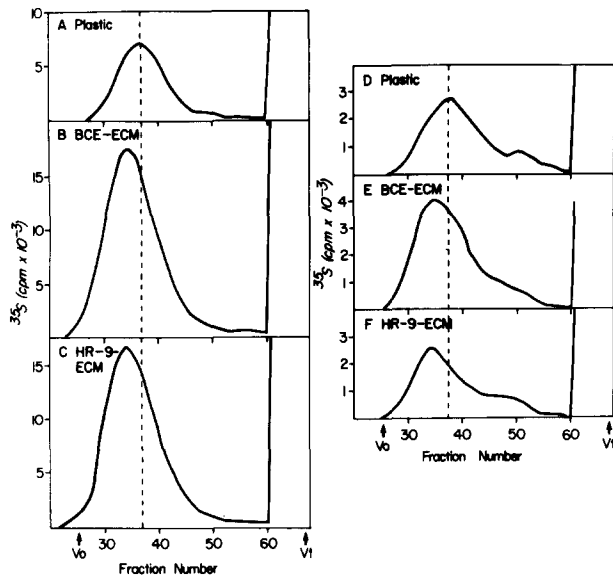 A Plastic
10
5
B BCE-ECM
15
10
5
C HR-9-
ECM
15
10
5
³⁵S (cpm x 10⁻³)
30 40 50 60
Vo Vt
Fraction Number
D Plastic
3
2
1
E BCE-ECM
4
3
2
1
F HR-9-ECM
3
2
1
³⁵S (cpm x 10⁻³)
30 40 50 60
Vo Vt
Fraction Number